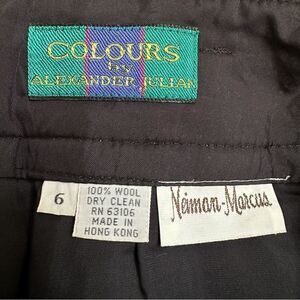 COLOURS
by
ALEXANDER JULIAN
6
100% WOOL
DRY CLEAN
RN 63106
MADE IN
HONG KONG
Neiman-Marcus